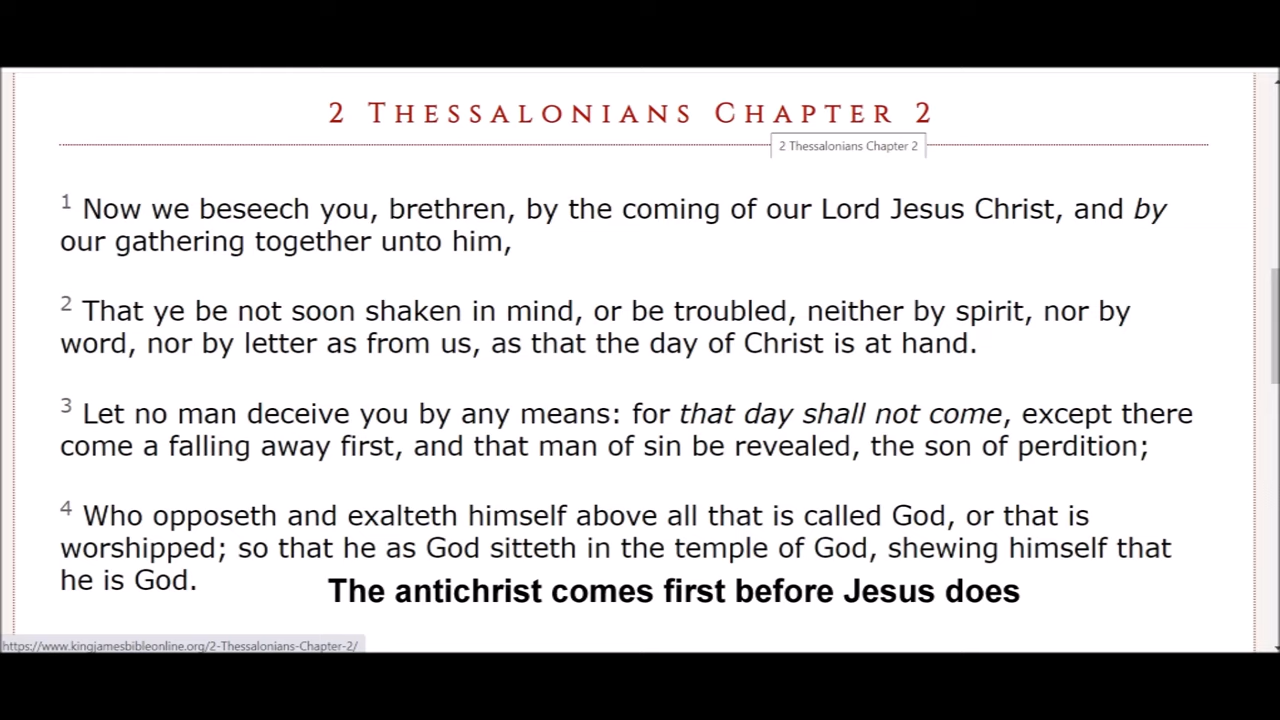 2 Thessalonians Chapter 2
2 Thessalonians Chapter 2
1 Now we beseech you, brethren, by the coming of our Lord Jesus Christ, and by
our gathering together unto him,
2 That ye be not soon shaken in mind, or be troubled, neither by spirit, nor by
word, nor by letter as from us, as that the day of Christ is at hand.
3 Let no man deceive you by any means: for that day shall not come, except there
come a falling away first, and that man of sin be revealed, the son of perdition;
4 Who opposeth and exalteth himself above all that is called God, or that is
worshipped; so that he as God sitteth in the temple of God, shewing himself that
he is God.
The antichrist comes first before Jesus does
https://www.kingjamesbibleonline.org/2-Thessalonians-Chapter-2/